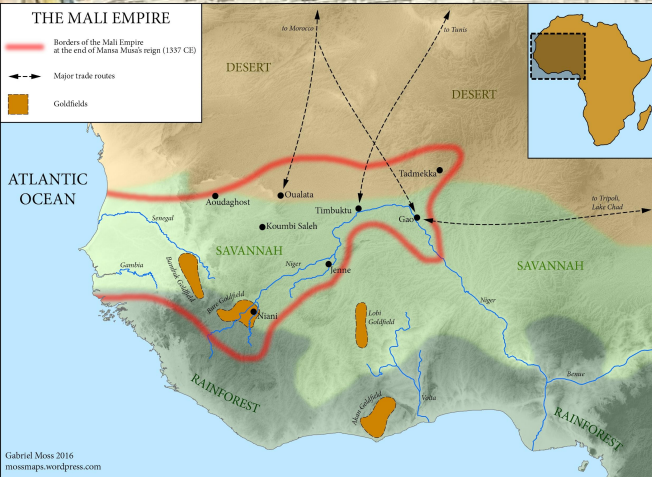 THE MALI EMPIRE
Borders of the Mali Empire
at the end of Mansa Musa's reign (1337 CE)
Major trade routes
Goldfields
to Morocco
to Tunis
DESERT
DESERT
Tadmekka
ATLANTIC
OCEAN
Aoudaghost
Oualata
to Tripoli,
Lake Chad
Timbuktu
Gao
Senegal
Koumbi Saleh
SAVANNAH
SAVANNAH
Gambia
Bambuk Goldfield
Niger
Jenne
Niger
Bure Goldfield
Niani
Lobi
Goldfield
Benue
RAINFOREST
Akan Goldfield
Volta
RAINFOREST
Gabriel Moss 2016
mossmaps.wordpress.com